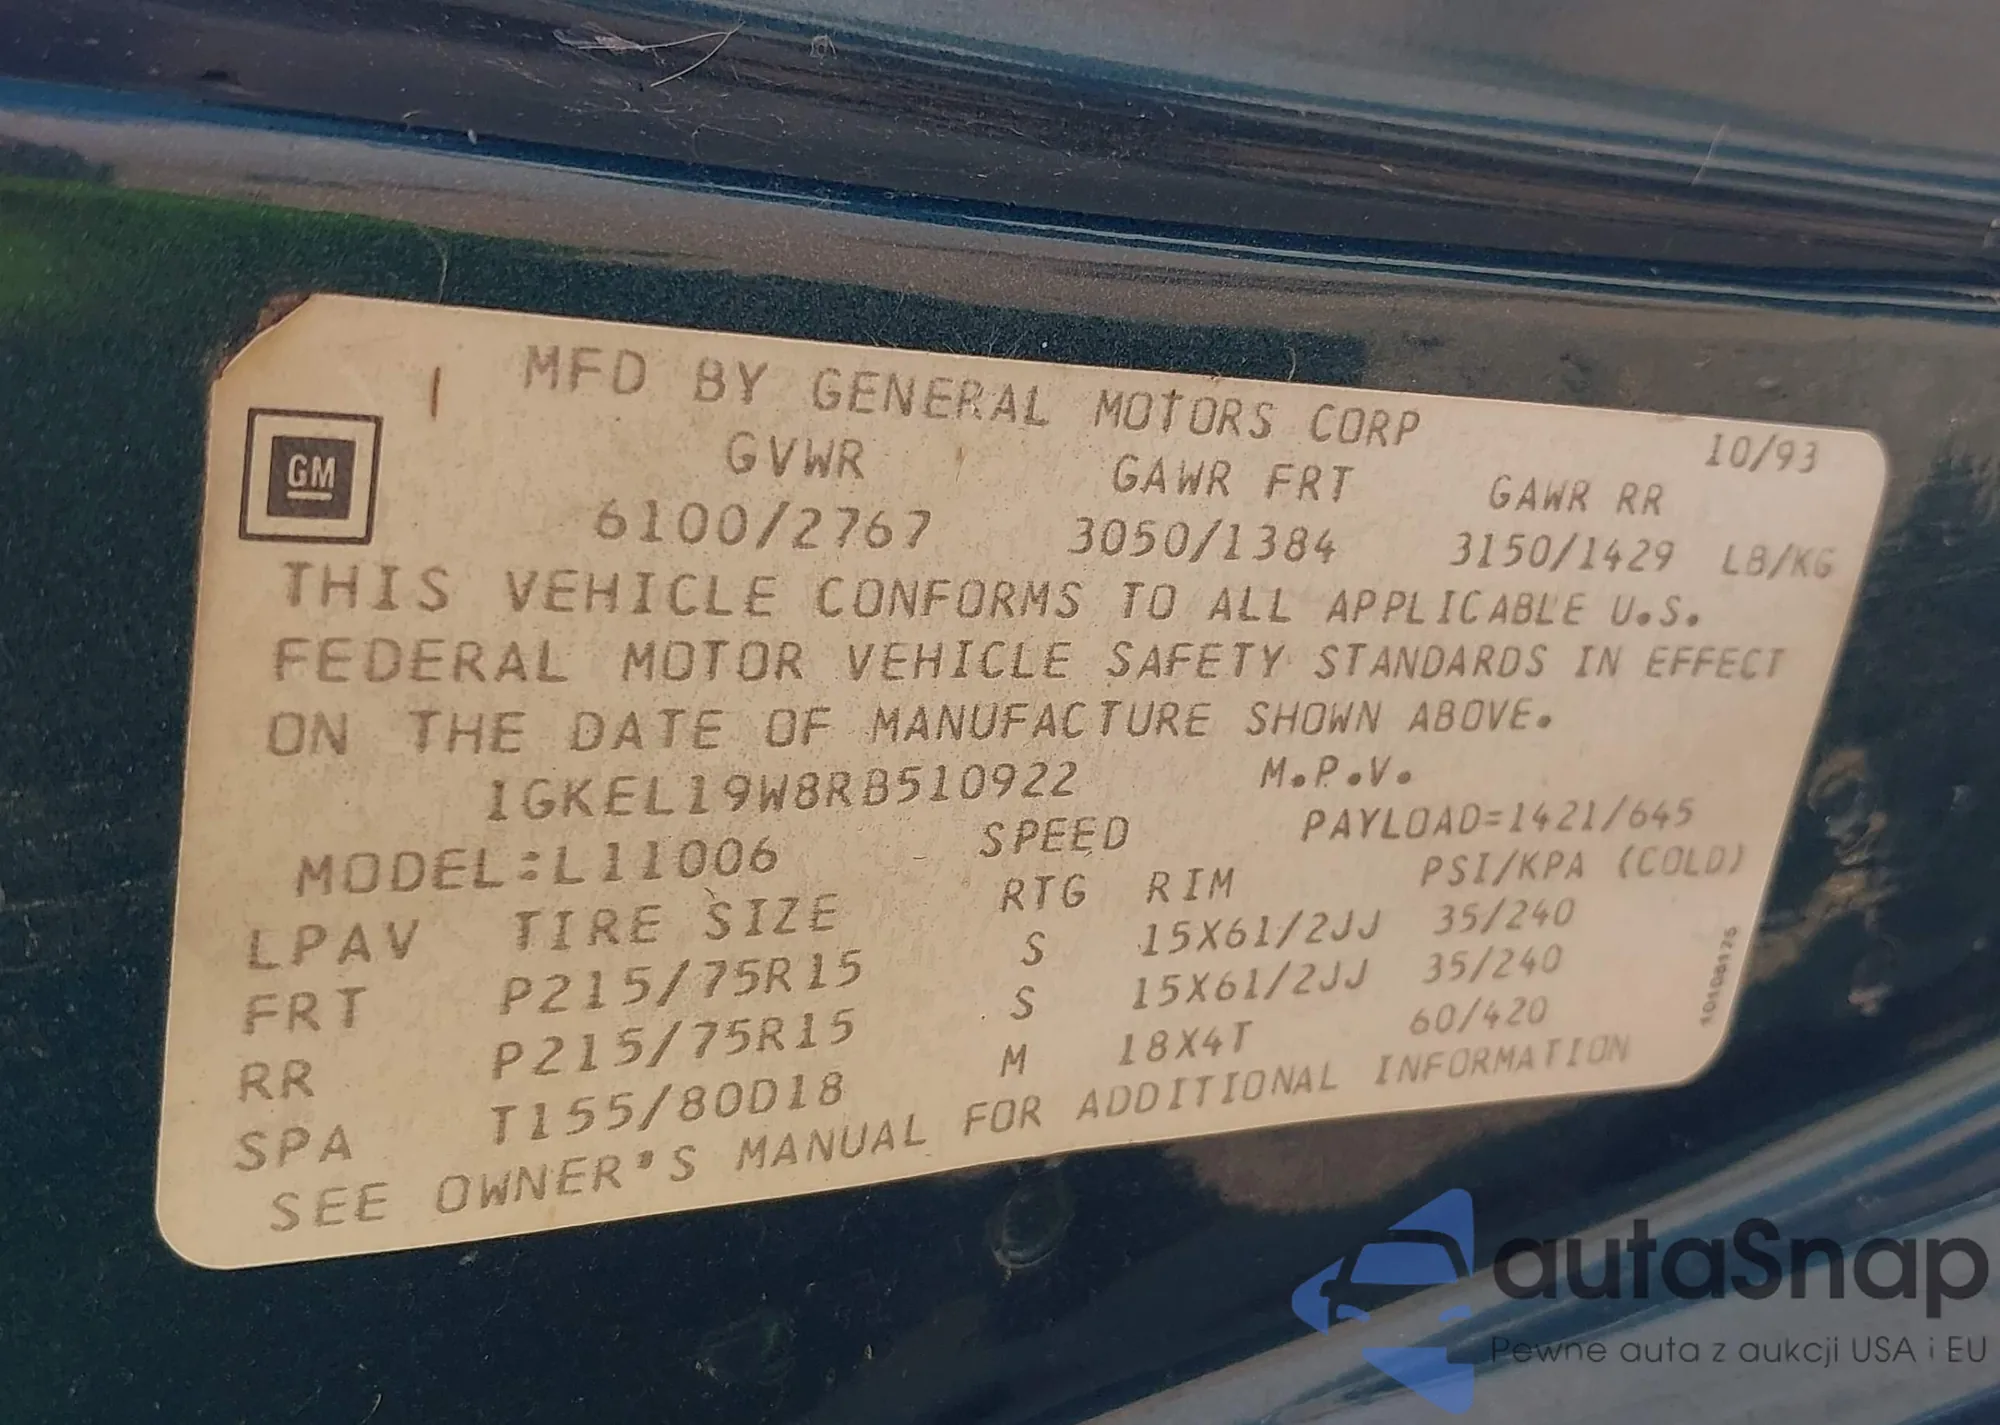 MFD BY GENERAL MOTORS CORP
10/93
GM
GVWR GAWR FRT GAWR RR
6100/2767 3050/1384 3150/1429 LB/KG
THIS VEHICLE CONFORMS TO ALL APPLICABLE U.S.
FEDERAL MOTOR VEHICLE SAFETY STANDARDS IN EFFECT
ON THE DATE OF MANUFACTURE SHOWN ABOVE.
1GKEL19W8RB510922 M.P.V.
MODEL:L11006 SPEED PAYLOAD=1421/645
LPAV TIRE SIZE RTG RIM PSI/KPA (COLD)
FRT P215/75R15 S 15X61/2JJ 35/240
RR P215/75R15 S 15X61/2JJ 35/240
SPA T155/80D18 M 18X4T 60/420
SEE OWNER'S MANUAL FOR ADDITIONAL INFORMATION
autaSnap
Pewne auta z aukcji USA i EU